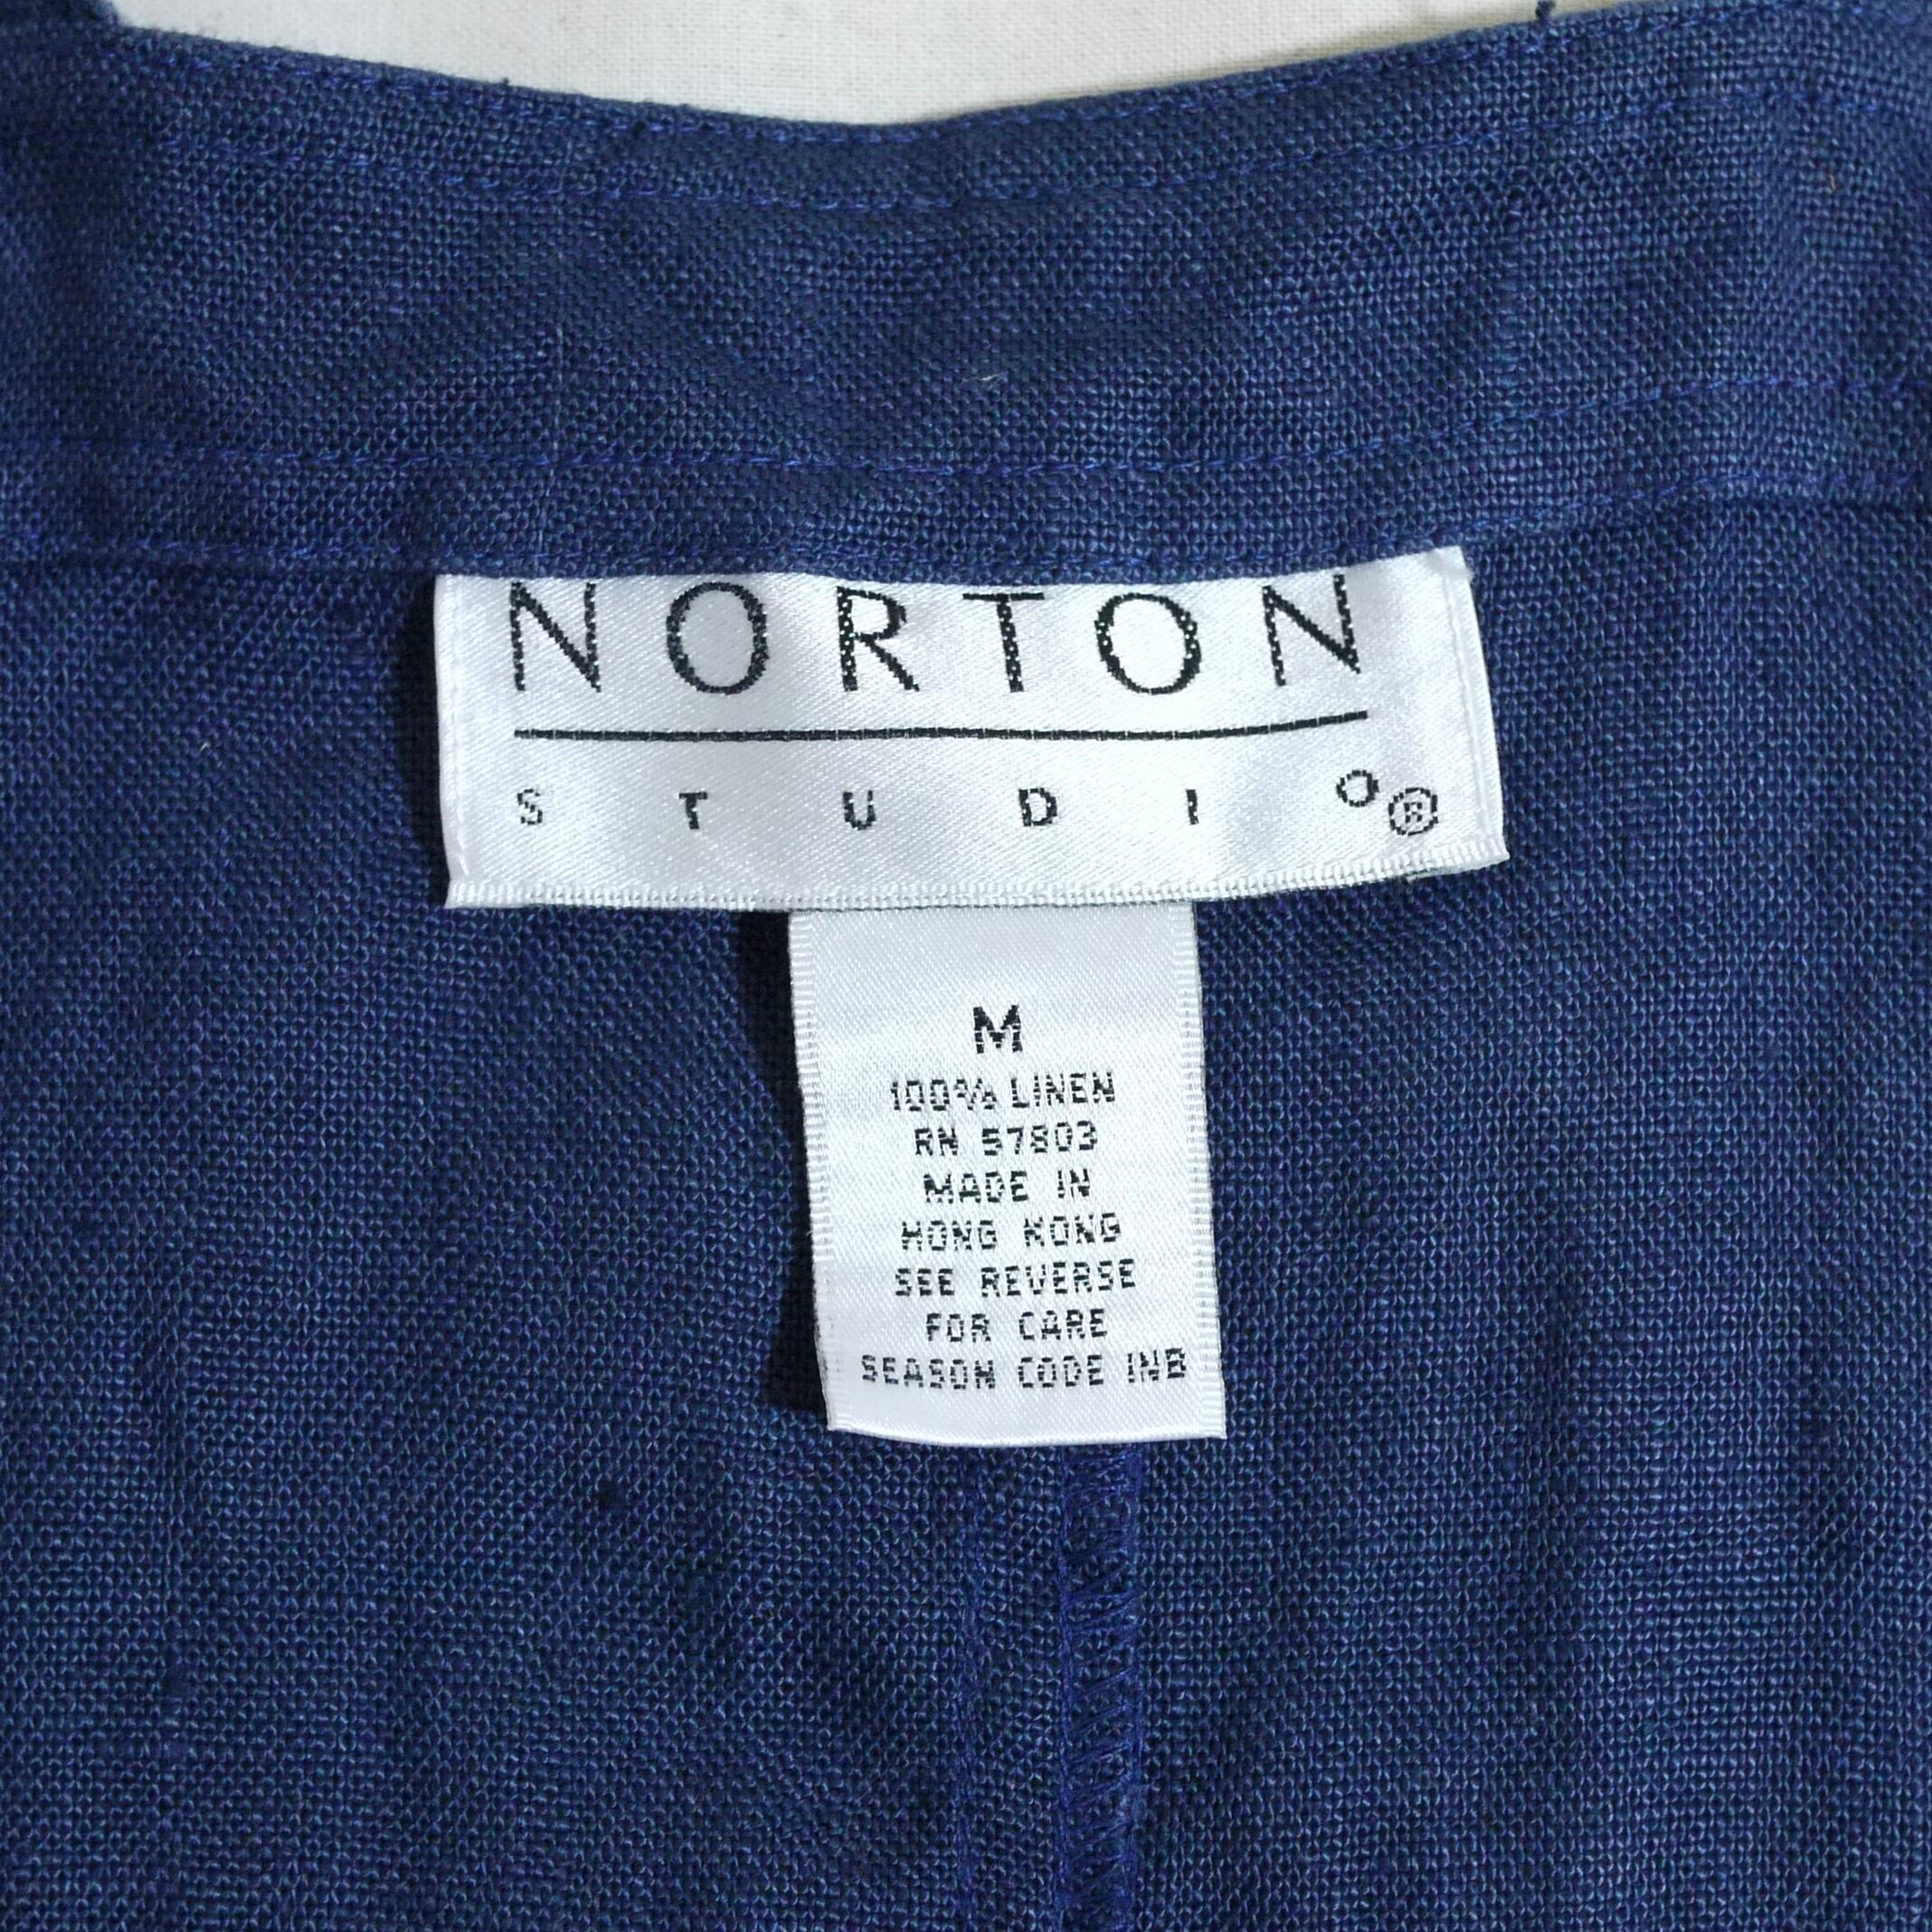 NORTON
STUDIO®
M
100% LINEN
RN 57803
MADE IN
HONG KONG
SEE REVERSE
FOR CARE
SEASON CODE INB